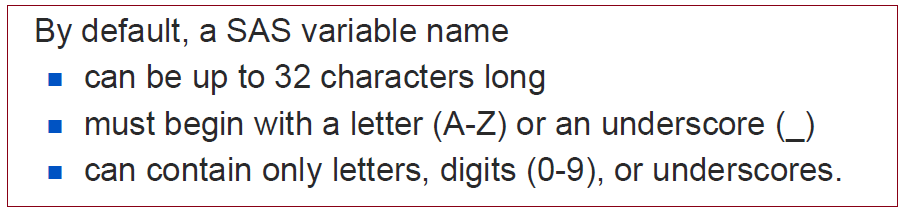 By default, a SAS variable name
■ can be up to 32 characters long
■ must begin with a letter (A-Z) or an underscore (_)
■ can contain only letters, digits (0-9), or underscores.